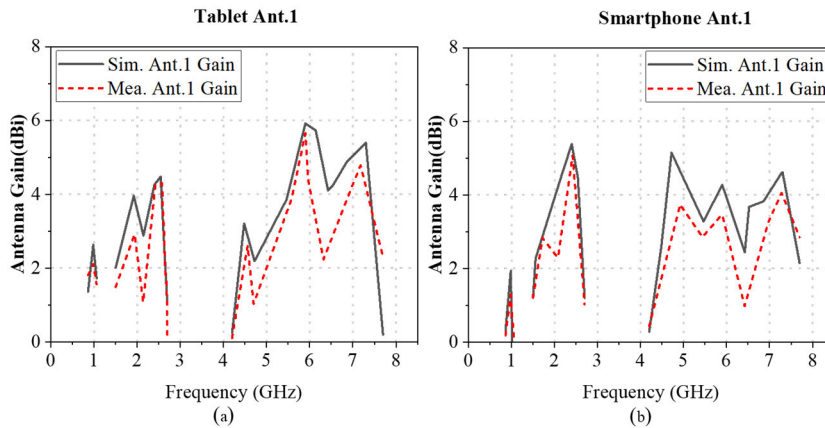 Tablet Ant.1
8
Sim. Ant.1 Gain
Mea. Ant.1 Gain
6
4
2
0
Antenna Gain(dBi)
0 1 2 3 4 5 6 7 8
Frequency (GHz)
(a)
Smartphone Ant.1
8
Sim. Ant.1 Gain
Mea. Ant.1 Gain
6
4
2
0
Antenna Gain(dBi)
0 1 2 3 4 5 6 7 8
Frequency (GHz)
(b)